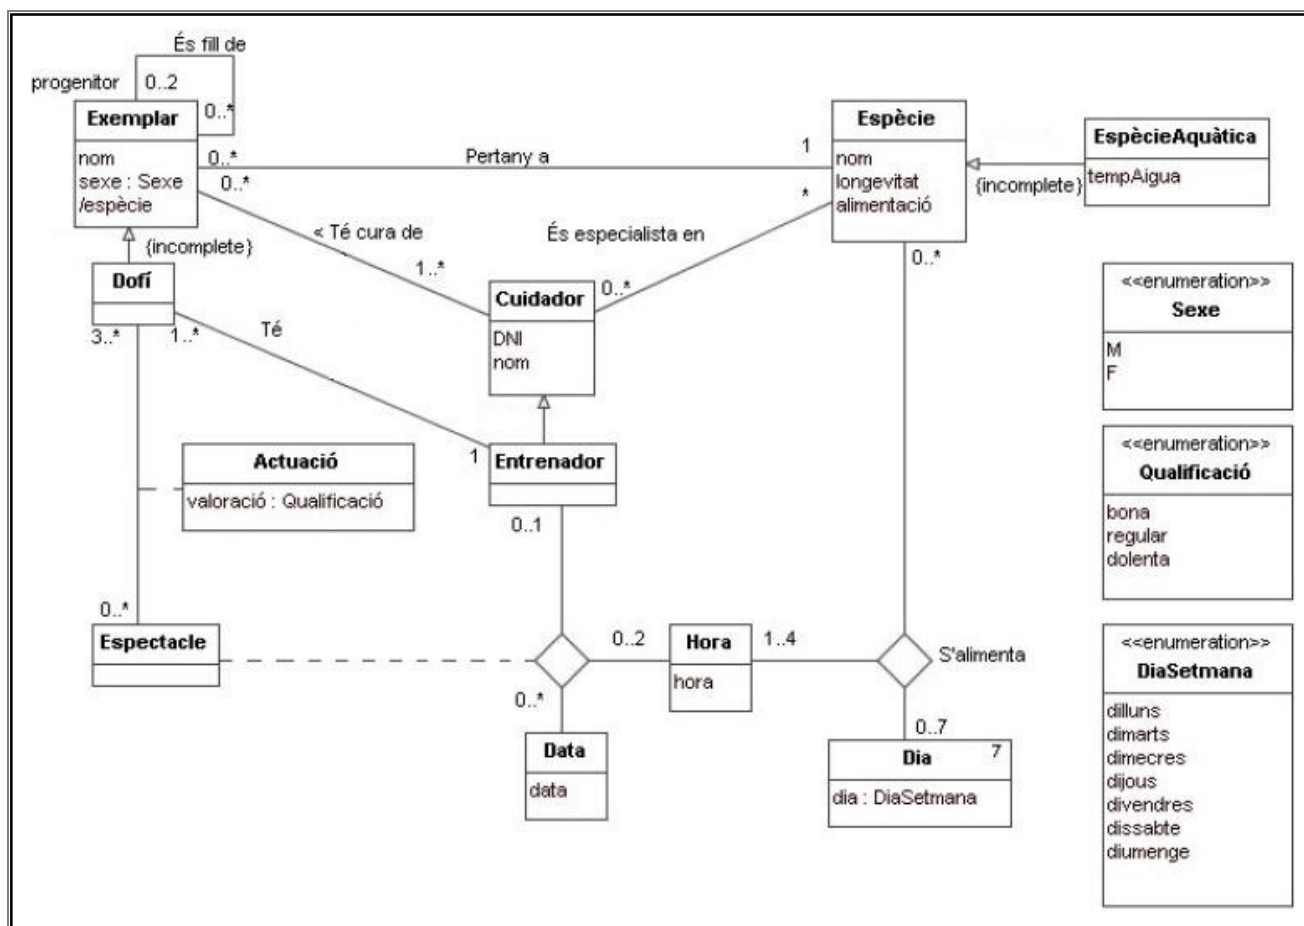 És fill de
progenitor
0..2
0..*
Exemplar
nom
sexe : Sexe
/espècie
0..*
0..*
Pertany a
1
Espècie
nom
longevitat
alimentació
{incomplete}
EspècieAquàtica
tempAigua
{incomplete}
< Té cura de
1..*
És especialista en
*
0..*
0..*
Dofí
3..*
1..*
Té
1
Cuidador
DNI
nom
Entrenador
0..1
Actuació
valoració : Qualificació
0..*
Espectacle
0..2
Hora
hora
1..4
S'alimenta
0..*
Data
data
0..7
Dia
7
dia : DiaSetmana
<<enumeration>>
Sexe
M
F
<<enumeration>>
Qualificació
bona
regular
dolenta
<<enumeration>>
DiaSetmana
dilluns
dimarts
dimecres
dijous
divendres
dissabte
diumenge